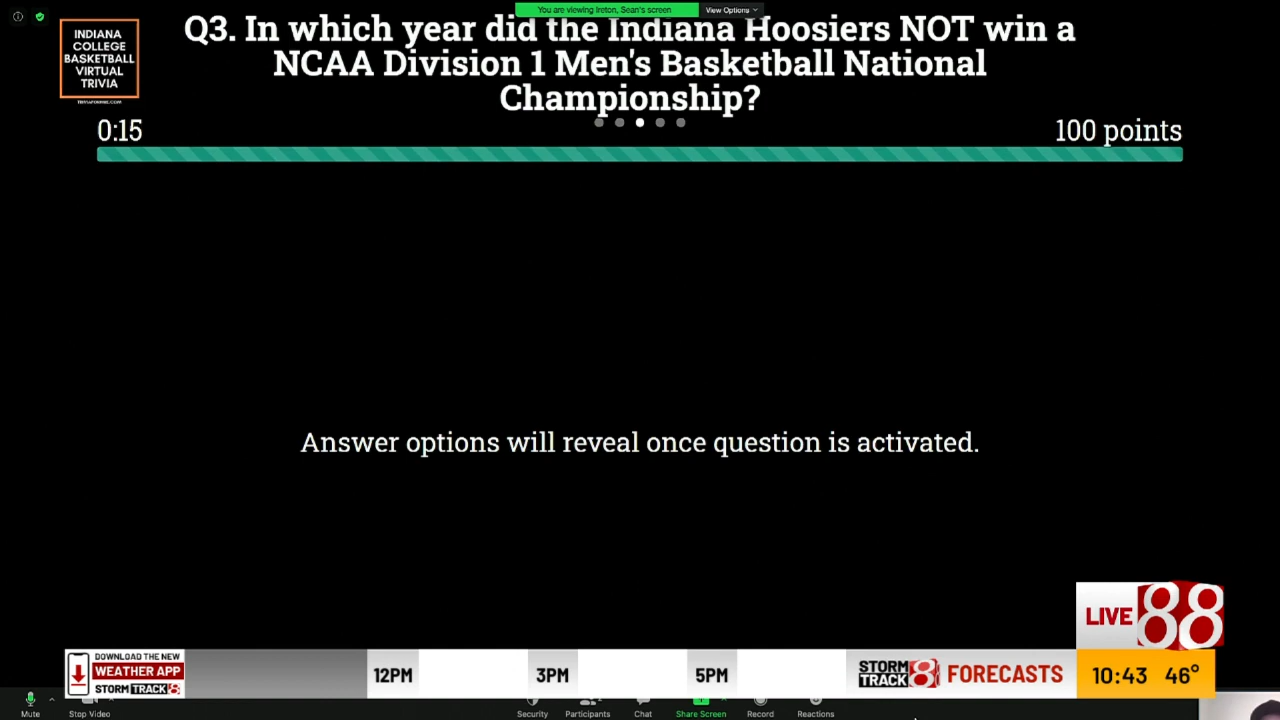 You are viewing Ireton, Sean's screen
View Options
INDIANA
COLLEGE
BASKETBALL
VIRTUAL
TRIVIA
Q3. In which year did the Indiana Hoosiers NOT win a
NCAA Division 1 Men's Basketball National
Championship?
0:15
100 points
Answer options will reveal once question is activated.
LIVE
88
DOWNLOAD THE NEW
WEATHER APP
STORM TRACK 8
12PM
3PM
5PM
STORM
TRACK 8
FORECASTS
10:43 46°
Mute
Stop Video
Security
Participants
Chat
Share Screen
Record
Reactions